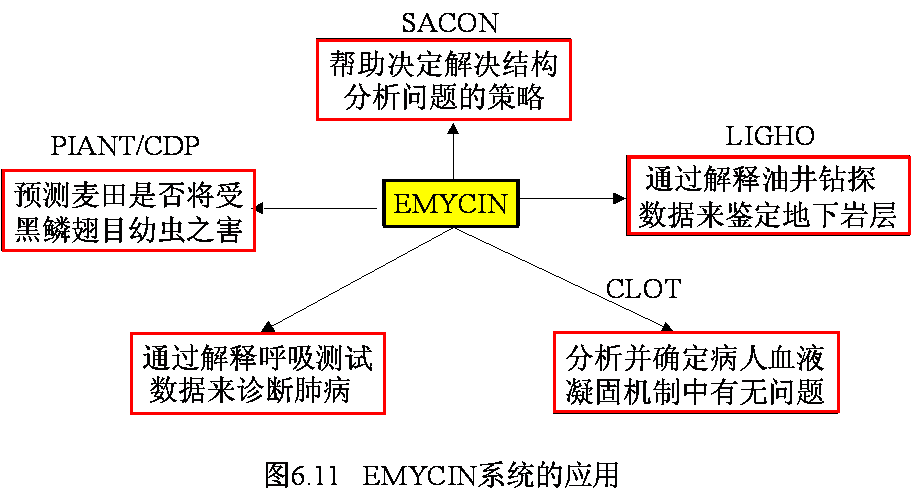 SACON
帮助决定解决结构
分析问题的策略
PIANT/CDP
预测麦田是否将受
黑鳞翅目幼虫之害
EMYCIN
LIGHO
通过解释油井钻探
数据来鉴定地下岩层
CLOT
通过解释呼吸测试
数据来诊断肺病
分析并确定病人血液
凝固机制中有无问题
图6.11 EMYCIN系统的应用